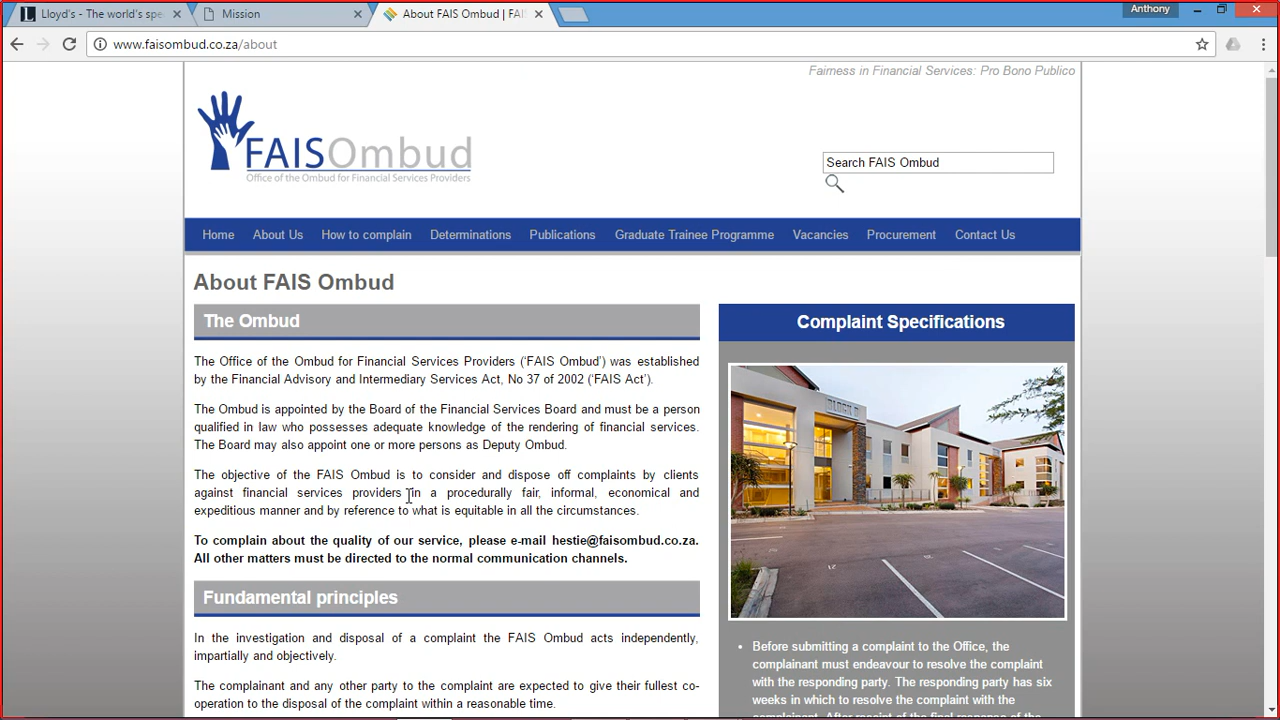 Lloyd's - The world's spe
Mission
About FAIS Ombud | FAI
Anthony
www.faisombud.co.za/about
Fairness in Financial Services: Pro Bono Publico
FAISOmbud
Office of the Ombud for Financial Services Providers
Search FAIS Ombud
Home About Us How to complain Determinations Publications Graduate Trainee Programme Vacancies Procurement Contact Us
About FAIS Ombud
The Ombud
The Office of the Ombud for Financial Services Providers (‘FAIS Ombud’) was established
by the Financial Advisory and Intermediary Services Act, No 37 of 2002 (‘FAIS Act’).
The Ombud is appointed by the Board of the Financial Services Board and must be a person
qualified in law who possesses adequate knowledge of the rendering of financial services.
The Board may also appoint one or more persons as Deputy Ombud.
The objective of the FAIS Ombud is to consider and dispose off complaints by clients
against financial services providers in a procedurally fair, informal, economical and
expeditious manner and by reference to what is equitable in all the circumstances.
To complain about the quality of our service, please e-mail hestie@faisombud.co.za.
All other matters must be directed to the normal communication channels.
Fundamental principles
In the investigation and disposal of a complaint the FAIS Ombud acts independently,
impartially and objectively.
The complainant and any other party to the complaint are expected to give their fullest co-
operation to the disposal of the complaint within a reasonable time.
Complaint Specifications
• Before submitting a complaint to the Office, the
complainant must endeavour to resolve the complaint
with the responding party. The responding party has six
weeks in which to resolve the complaint with the
complainant. After receipt of the final response of the